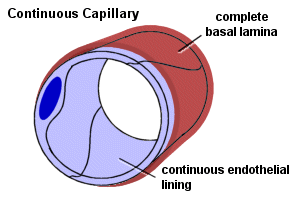 Continuous Capillary
complete
basal lamina
continuous endothelial
lining